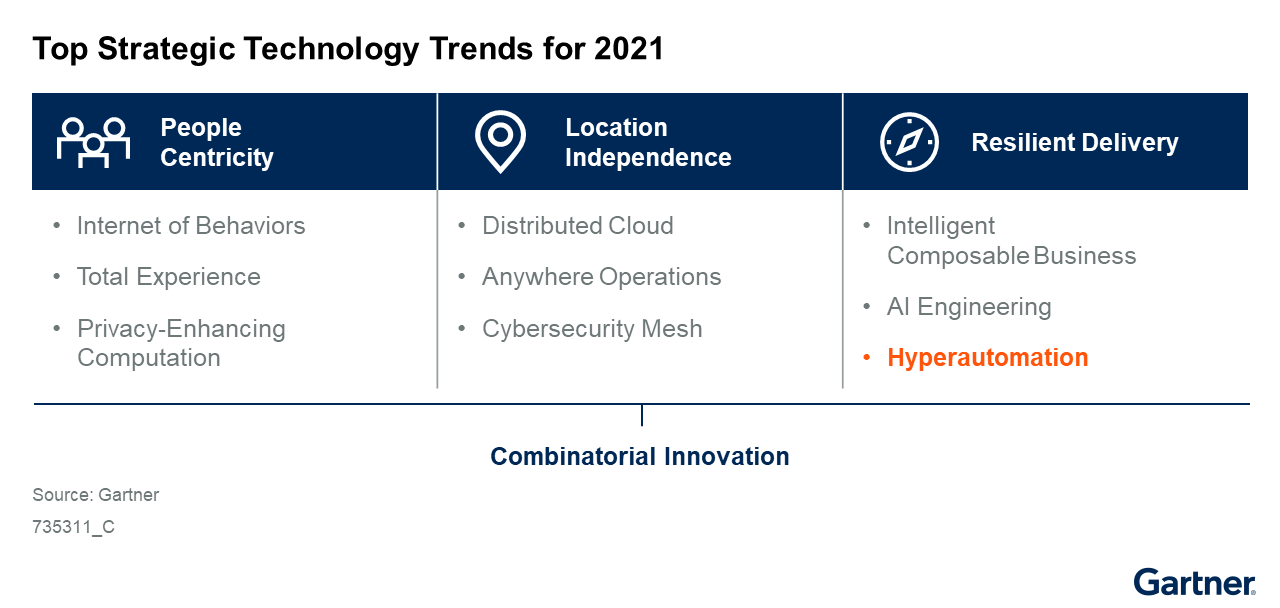 Top Strategic Technology Trends for 2021
People
Centricity
Location
Independence
Resilient Delivery
• Internet of Behaviors
• Total Experience
• Privacy-Enhancing
Computation
• Distributed Cloud
• Anywhere Operations
• Cybersecurity Mesh
• Intelligent
Composable Business
• AI Engineering
• Hyperautomation
Combinatorial Innovation
Source: Gartner
735311_C
Gartner®